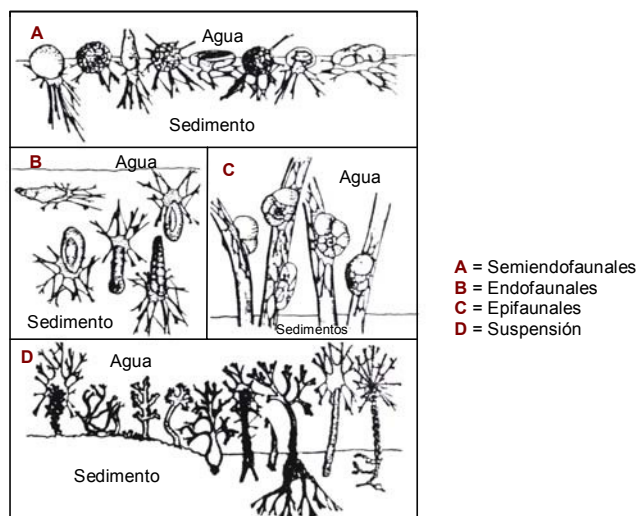 A
Agua
Sedimento
B
Agua
Sedimento
C
Agua
Sedimentos
D
Agua
Sedimento
A = Semiendofaunales
B = Endofaunales
C = Epifaunales
D = Suspensión